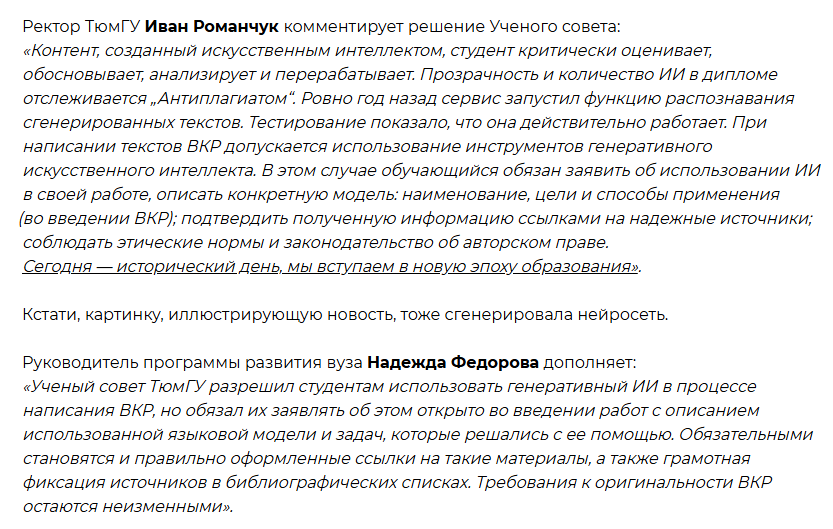 Ректор ТюмГУ Иван Романчук комментирует решение Ученого совета:
«Контент, созданный искусственным интеллектом, студент критически оценивает,
обосновывает, анализирует и перерабатывает. Прозрачность и количество ИИ в дипломе
отслеживается „Антиплагиатом“. Ровно год назад сервис запустил функцию распознавания
сгенерированных текстов. Тестирование показало, что она действительно работает. При
написании текстов ВКР допускается использование инструментов генеративного
искусственного интеллекта. В этом случае обучающийся обязан заявить об использовании ИИ
в своей работе, описать конкретную модель: наименование, цели и способы применения
(во введении ВКР); подтвердить полученную информацию ссылками на надежные источники;
соблюдать этические нормы и законодательство об авторском праве.
Сегодня — исторический день, мы вступаем в новую эпоху образования».
Кстати, картинку, иллюстрирующую новость, тоже сгенерировала нейросеть.
Руководитель программы развития вуза Надежда Федорова дополняет:
«Ученый совет ТюмГУ разрешил студентам использовать генеративный ИИ в процессе
написания ВКР, но обязал их заявлять об этом открыто во введении работ с описанием
использованной языковой модели и задач, которые решались с ее помощью. Обязательными
становятся и правильно оформленные ссылки на такие материалы, а также грамотная
фиксация источников в библиографических списках. Требования к оригинальности ВКР
остаются неизменными».